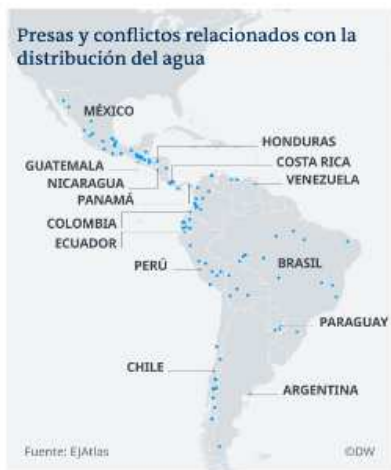 Presas y conflictos relacionados con la
distribución del agua
MÉXICO
HONDURAS
GUATEMALA
COSTA RICA
NICARAGUA
VENEZUELA
PANAMÁ
COLOMBIA
ECUADOR
PERÚ
BRASIL
PARAGUAY
CHILE
ARGENTINA
Fuente: EjAtlas
©DW